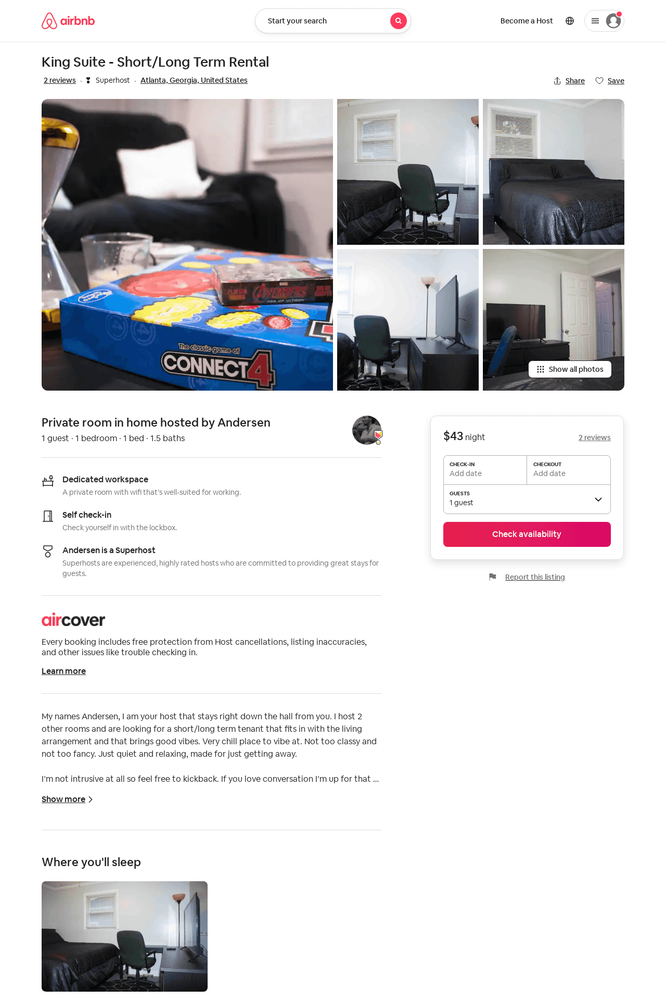 airbnb
Start your search
Become a Host
King Suite - Short/Long Term Rental
2 reviews · Superhost · Atlanta, Georgia, United States
Share
Save
MARVEL
AVENGERS
AGE OF ULTRON
Hasbro
4
4
The classic game of
CONNECT 4
Show all photos
Private room in home hosted by Andersen
1 guest · 1 bedroom · 1 bed · 1.5 baths
Dedicated workspace
A private room with wifi that’s well-suited for working.
Self check-in
Check yourself in with the lockbox.
Andersen is a Superhost
Superhosts are experienced, highly rated hosts who are committed to providing great stays for
guests.
$43 night
2 reviews
CHECK-IN
Add date
CHECKOUT
Add date
GUESTS
1 guest
Check availability
Report this listing
aircover
Every booking includes free protection from Host cancellations, listing inaccuracies,
and other issues like trouble checking in.
Learn more
My names Andersen, I am your host that stays right down the hall from you. I host 2
other rooms and are looking for a short/long term tenant that fits in with the living
arrangement and that brings good vibes. Very chill place to vibe at. Not too classy and
not too fancy. Just quiet and relaxing, made for just getting away.
I’m not intrusive at all so feel free to kickback. If you love conversation I’m up for that ...
Show more
Where you'll sleep